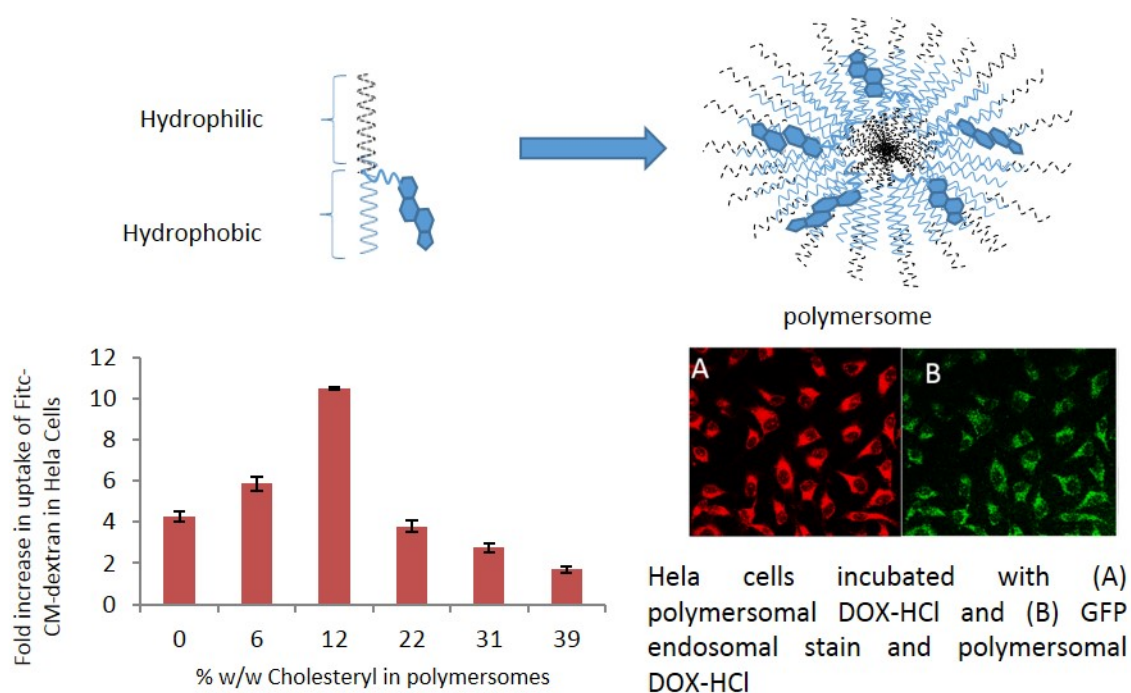 Hydrophilic
Hydrophobic
polymersome
Fold increase in uptake of Fitc-
CM-dextran in Hela Cells
12
10
8
6
4
2
0
0 6 12 22 31 39
% w/w Cholesteryl in polymersomes
A
B
Hela cells incubated with (A)
polymersomal DOX-HCl and (B) GFP
endosomal stain and polymersomal
DOX-HCl